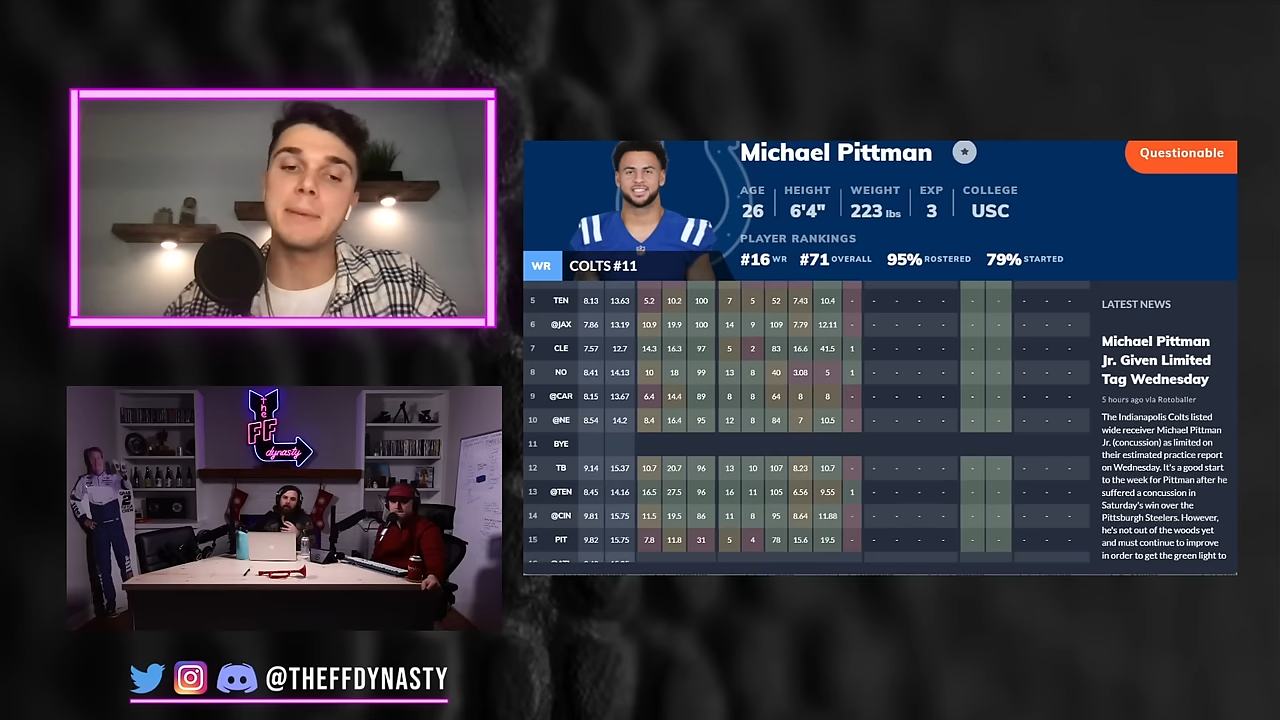 The
FF
dynasty
@THEFFDYNASTY
Michael Pittman
Questionable
AGE HEIGHT WEIGHT EXP COLLEGE
26 6'4" 223 lbs 3 USC
PLAYER RANKINGS
#16 WR #71 OVERALL 95% ROSTERED 79% STARTED
WR COLTS #11
5 TEN 8.13 13.63 5.2 10.2 100 7 5 52 7.43 10.4 - - - - - - - - -
6 @JAX 7.86 13.19 10.9 19.9 100 14 9 109 7.79 12.11 - - - - - - - - -
7 CLE 7.57 12.7 14.3 16.3 97 5 2 83 16.6 41.5 1 - - - - - - - -
8 NO 8.41 14.13 10 18 99 13 8 40 3.08 5 1 - - - - - - - -
9 @CAR 8.15 13.67 6.4 14.4 89 8 8 64 8 8 - - - - - - - - -
10 @NE 8.54 14.2 8.4 16.4 95 12 8 84 7 10.5 - - - - - - - - -
11 BYE
12 TB 9.14 15.37 10.7 20.7 96 13 10 107 8.23 10.7 - - - - - - - - -
13 @TEN 8.45 14.16 16.5 27.5 96 16 11 105 6.56 9.55 1 - - - - - - - -
14 @CIN 9.81 15.75 11.5 19.5 86 11 8 95 8.64 11.88 - - - - - - - - -
15 PIT 9.82 15.75 7.8 11.8 31 5 4 78 15.6 19.5 - - - - - - - - -
LATEST NEWS
Michael Pittman
Jr. Given Limited
Tag Wednesday
5 hours ago via Rotoballer
The Indianapolis Colts listed
wide receiver Michael Pittman
Jr. (concussion) as limited on
their estimated practice report
on Wednesday. It's a good start
to the week for Pittman after he
suffered a concussion in
Saturday's win over the
Pittsburgh Steelers. However,
he's not out of the woods yet
and must continue to improve
in order to get the green light to